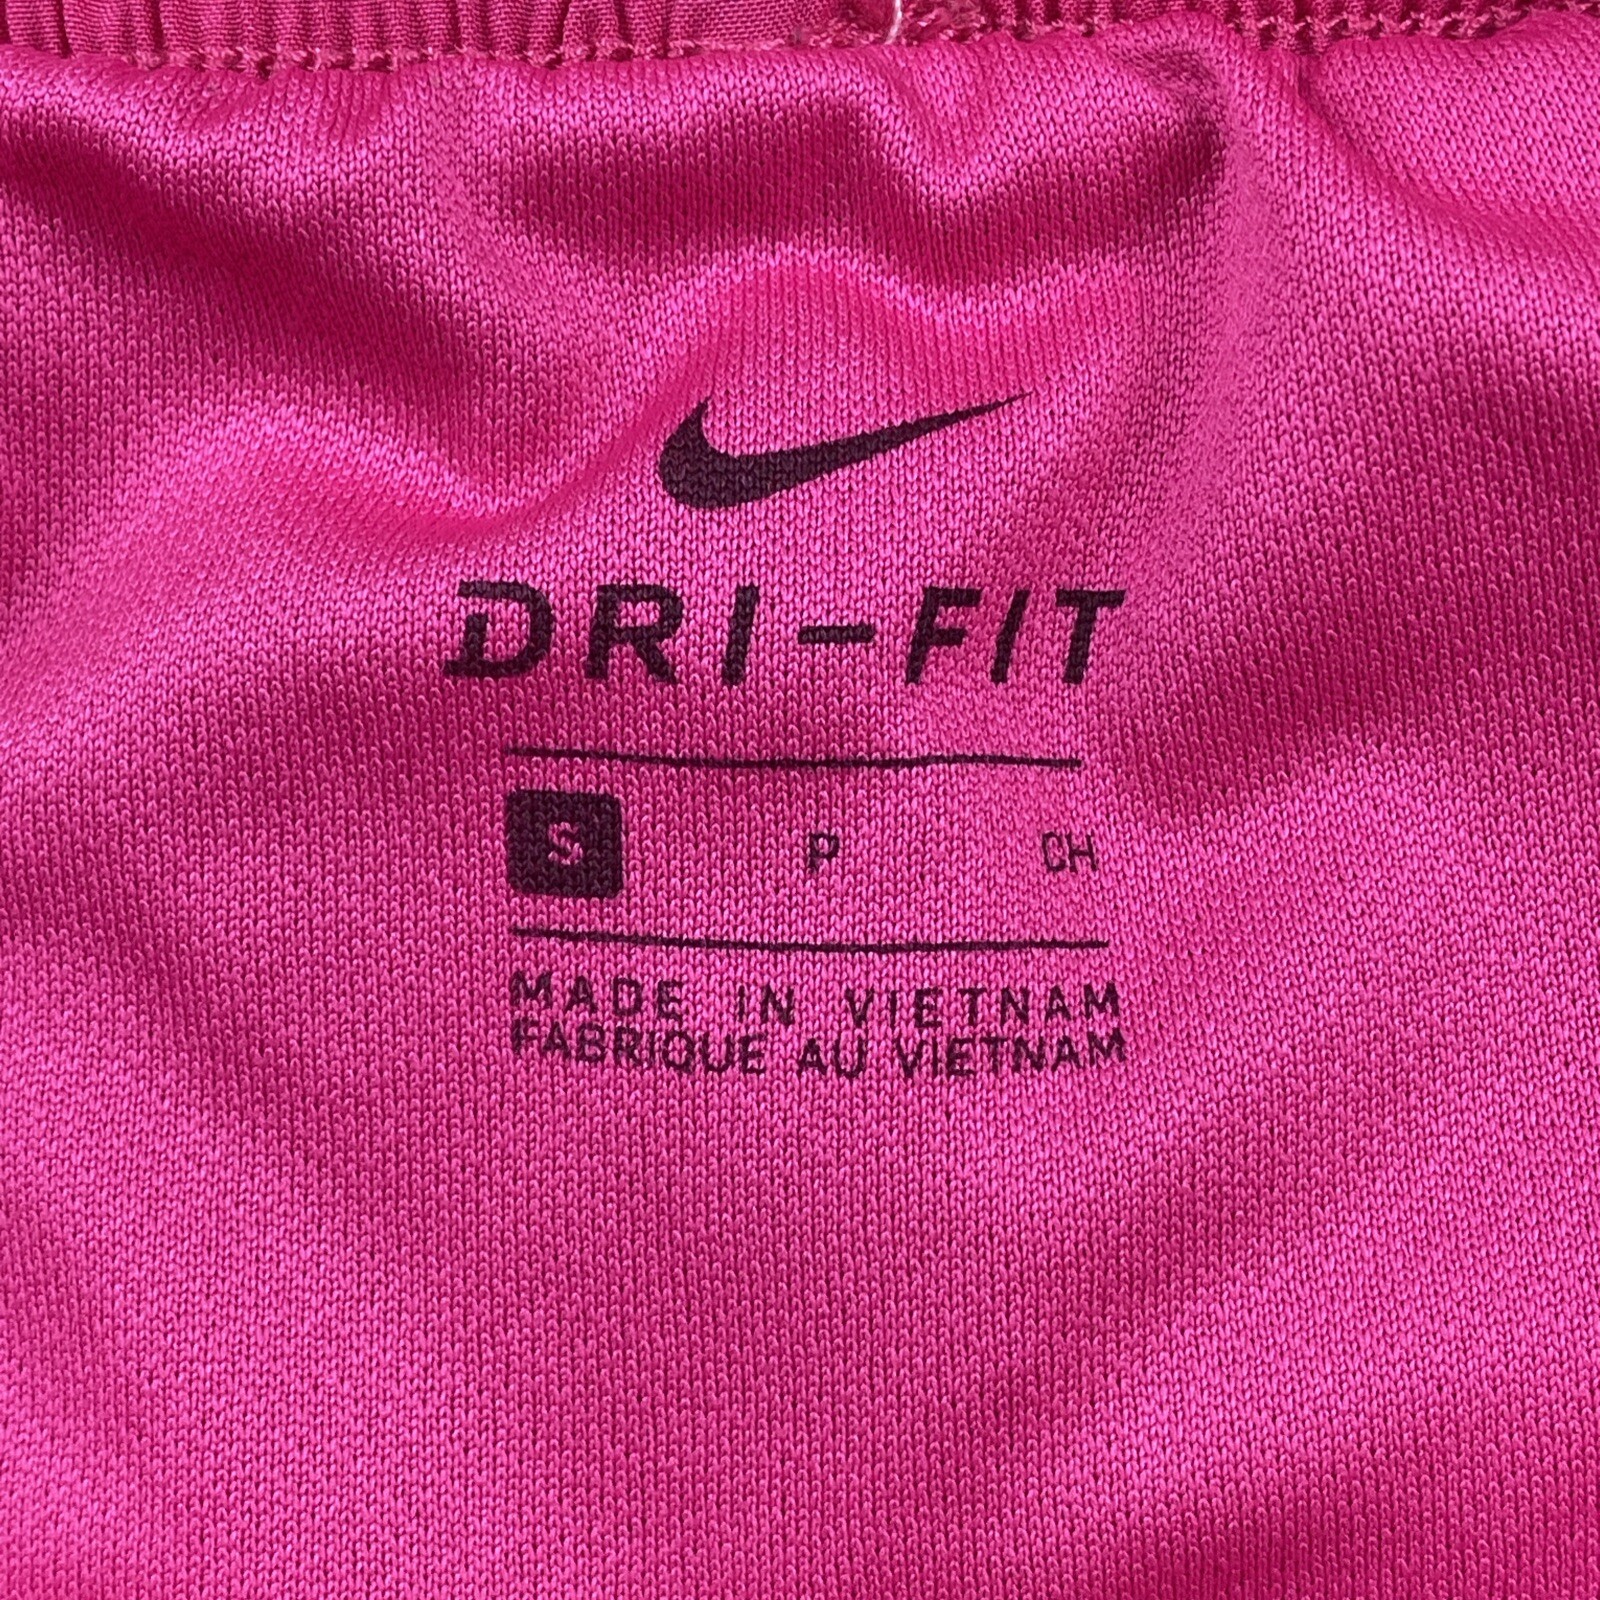 DRI-FIT
S P CH
MADE IN VIETNAM
FABRIQUE AU VIETNAM